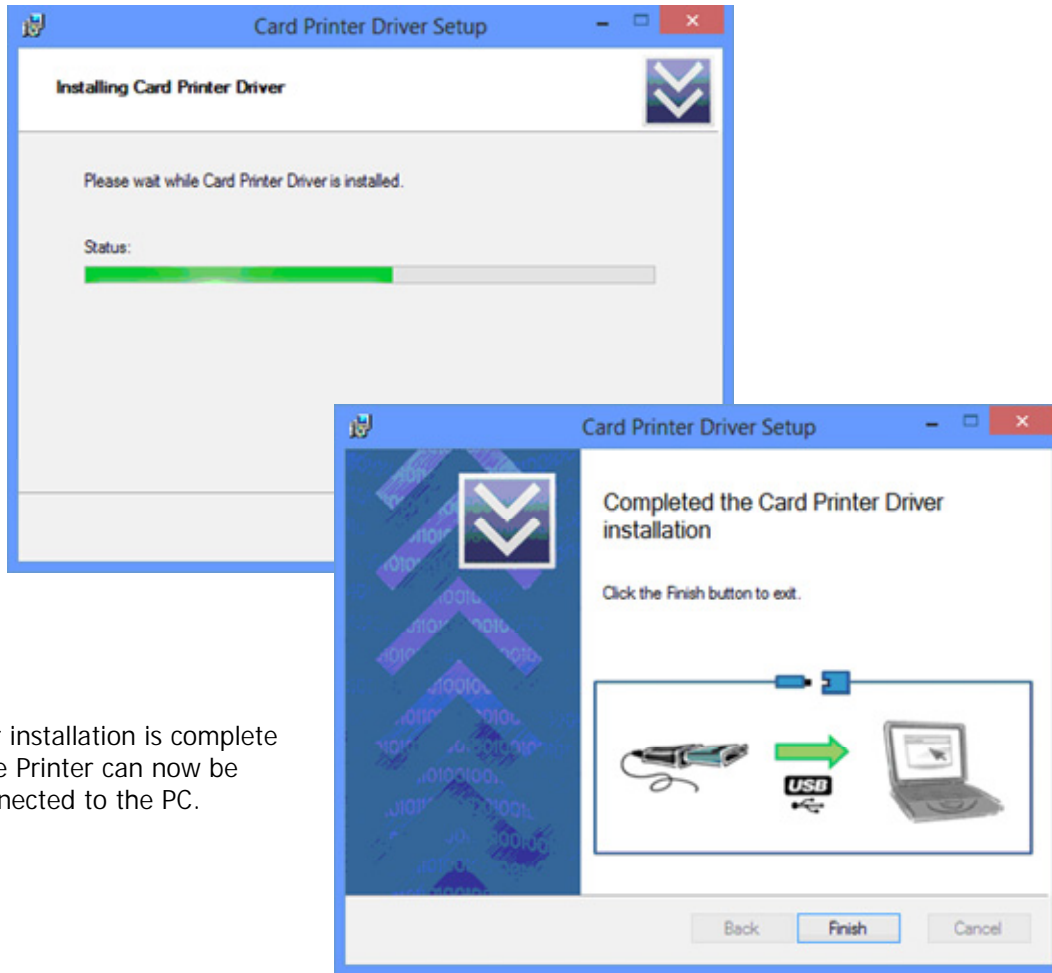 Card Printer Driver Setup
Installing Card Printer Driver
Please wait while Card Printer Driver is installed.
Status:
Card Printer Driver Setup
Completed the Card Printer Driver
installation
Click the Finish button to exit.
USB
installation is complete
Printer can now be
to the PC.
Back Finish Cancel